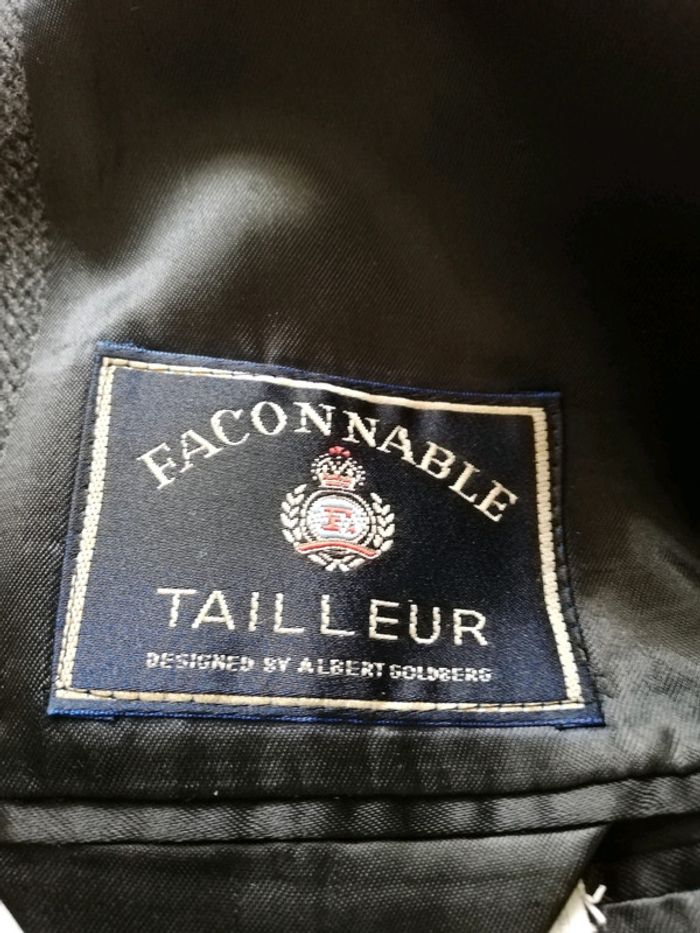 FACONNABLE
F.
TAILLEUR
DESIGNED BY ALBERT GOLDBERG